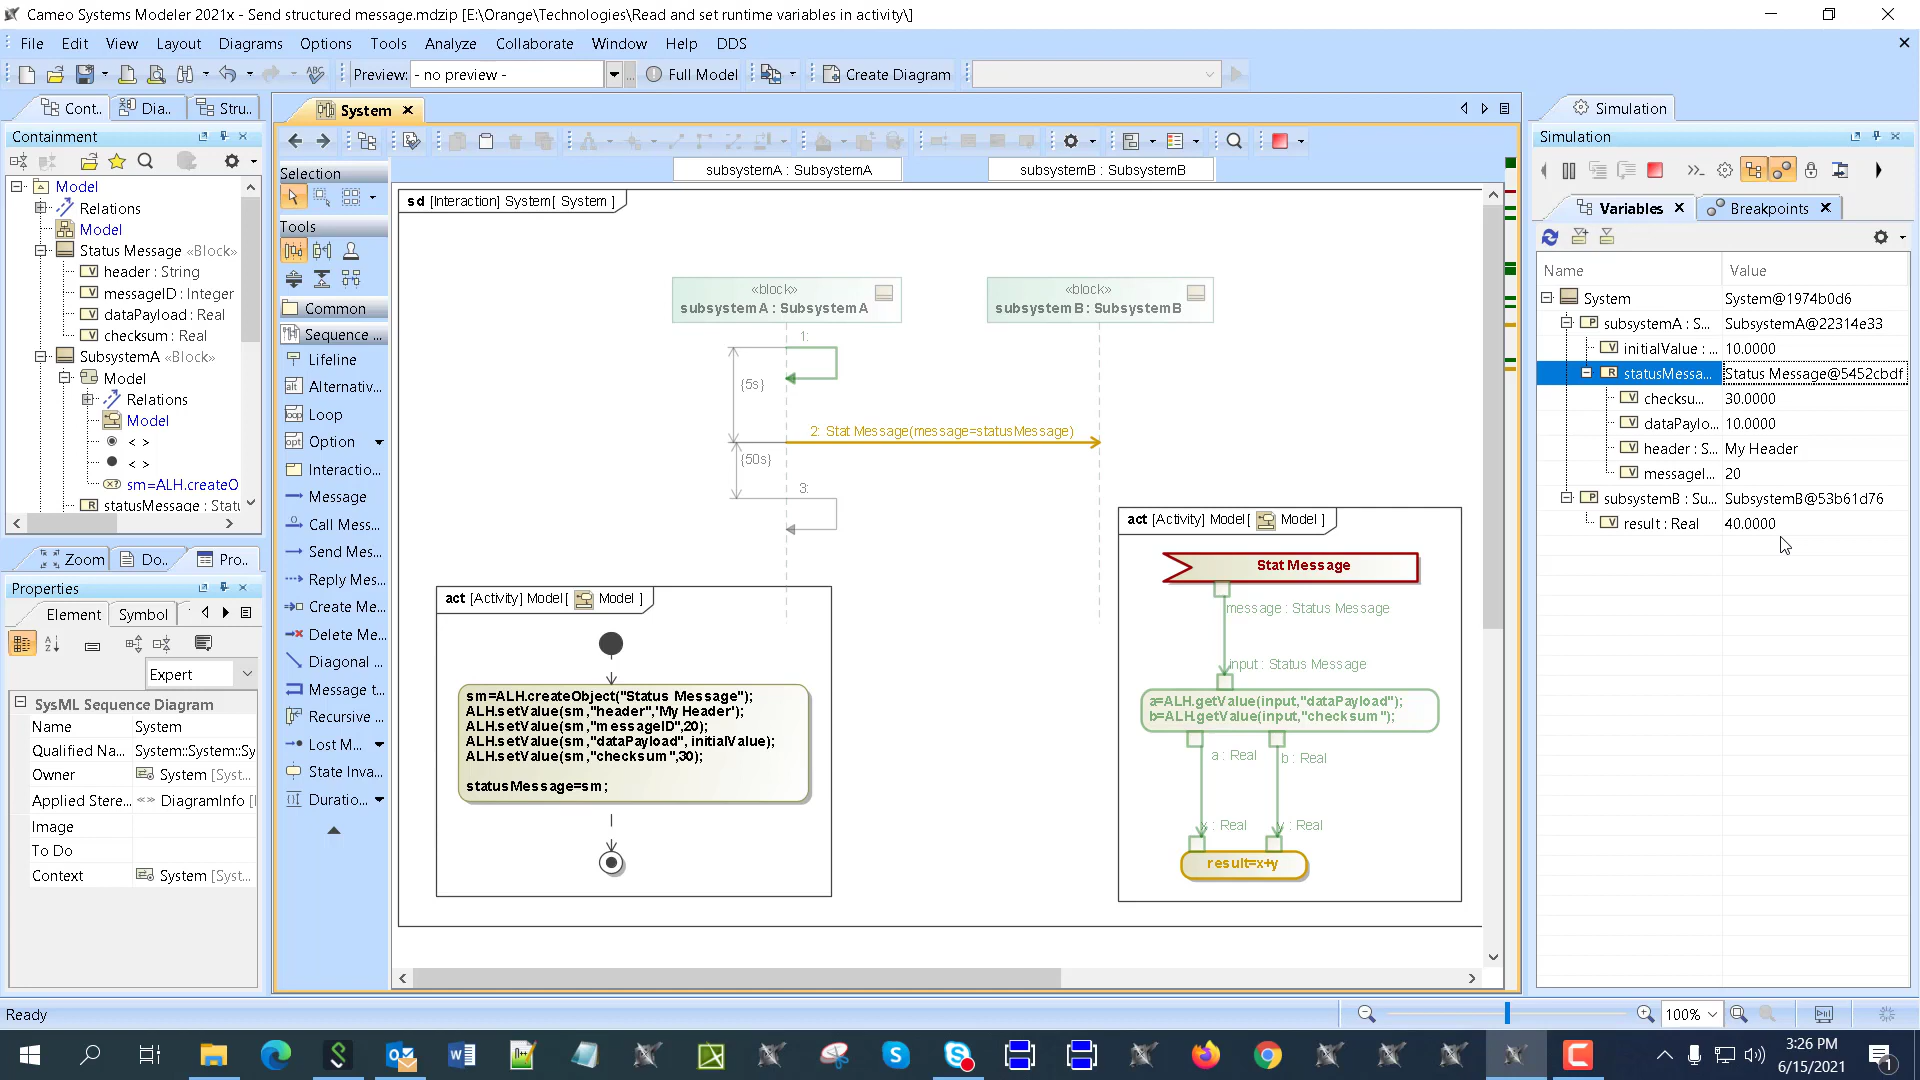 Cameo Systems Modeler 2021x - Send structured message.mdzip [E:\Orange\Technologies\Read and set runtime variables in activity\]
File Edit View Layout Diagrams Options Tools Analyze Collaborate Window Help DDS
Preview: - no preview - Full Model Create Diagram
Cont.. Dia.. Stru..
Containment
Model
Relations
Model
Status Message «Block»
header : String
messageID : Integer
dataPayload : Real
checksum : Real
SubsystemA «Block»
Model
Relations
Model
< >
< >
sm=ALH.createO
statusMessage : Statu
Zoom Do.. Pro..
Properties
Element Symbol
Expert
SysML Sequence Diagram
Name System
Qualified Na... System::System::Sy
Owner System [Syst...
Applied Stere... «» DiagramInfo [
Image
To Do
Context System [Syst...
System
Selection
Tools
Common
Sequence ...
Lifeline
Alternativ...
Loop
Option
Interactio...
Message
Call Mess...
Send Mes...
Reply Mes...
Create Me...
Delete Me...
Diagonal ...
Message t...
Recursive ...
Lost M...
State Inva...
Duratio...
subsystemA : SubsystemA subsystemB : SubsystemB
sd [Interaction] System[ System ]
«block»
subsystemA : SubsystemA
«block»
subsystemB : SubsystemB
1:
{5s}
2: Stat Message(message=statusMessage)
{50s}
3:
act [Activity] Model[ Model ]
sm=ALH.createObject("Status Message");
ALH.setValue(sm,"header",'My Header');
ALH.setValue(sm,"messageID",20);
ALH.setValue(sm,"dataPayload", initialValue);
ALH.setValue(sm,"checksum",30);
statusMessage=sm;
act [Activity] Model[ Model ]
Stat Message
message : Status Message
input : Status Message
a=ALH.getValue(input,"dataPayload");
b=ALH.getValue(input,"checksum");
a : Real b : Real
: Real : Real
result=x+y
Simulation
Simulation
Variables Breakpoints
Name Value
System System@1974b0d6
subsystemA : S... SubsystemA@22314e33
initialValue : ... 10.0000
statusMessa... Status Message@5452cbdf
checksu... 30.0000
dataPaylo... 10.0000
header : S... My Header
messageI... 20
subsystemB : Su... SubsystemB@53b61d76
result : Real 40.0000
Ready
100%
3:26 PM
6/15/2021
1